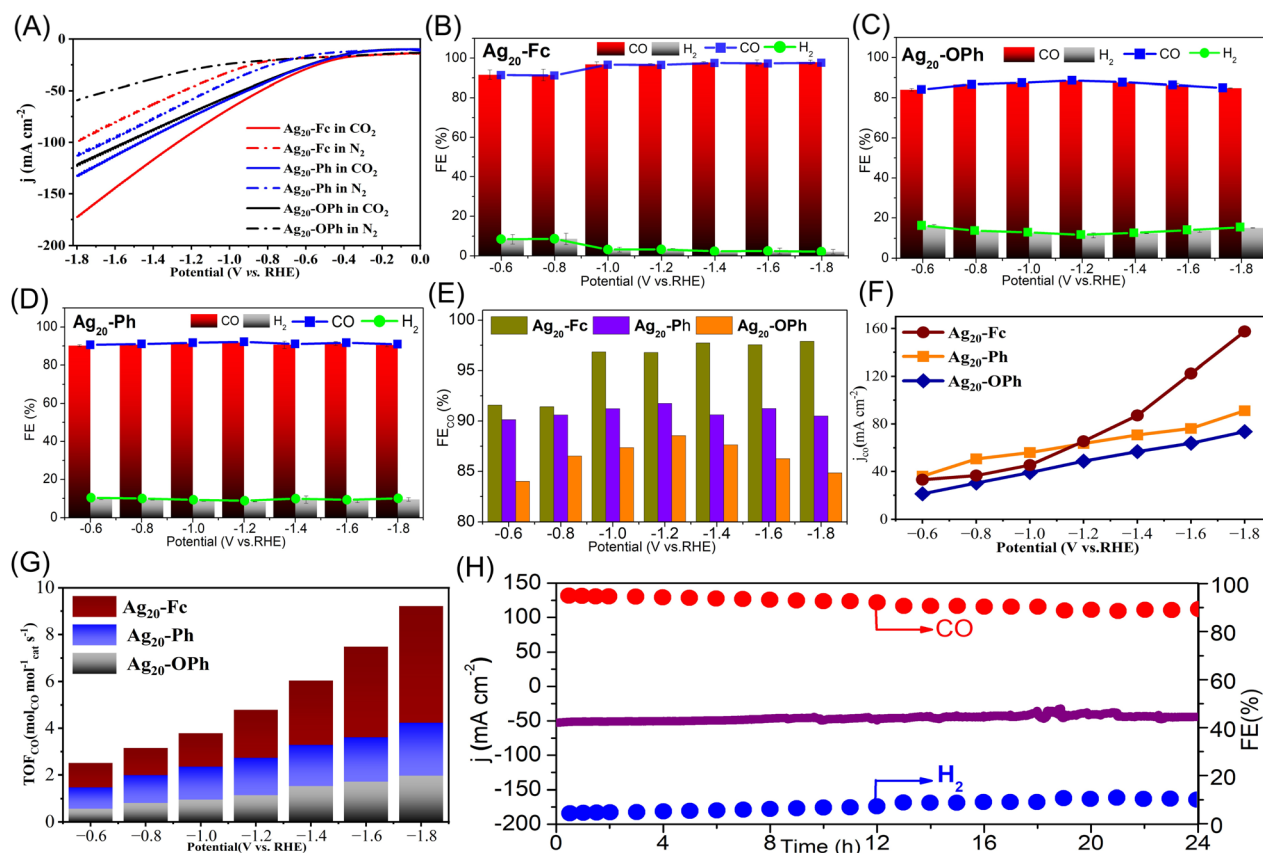 (A)
j (mA cm-2)
0
-50
-100
-150
-200
Ag20-Fc in CO2
Ag20-Fc in N2
Ag20-Ph in CO2
Ag20-Ph in N2
Ag20-OPh in CO2
Ag20-OPh in N2
-1.8 -1.6 -1.4 -1.2 -1.0 -0.8 -0.6 -0.4 -0.2 0.0
Potential (V vs. RHE)
(B)
Ag20-Fc
CO H2 CO H2
FE (%)
100
80
60
40
20
0
-0.6 -0.8 -1.0 -1.2 -1.4 -1.6 -1.8
Potential (V vs.RHE)
(C)
Ag20-OPh
CO H2 CO H2
FE (%)
100
80
60
40
20
0
-0.6 -0.8 -1.0 -1.2 -1.4 -1.6 -1.8
Potential (V vs.RHE)
(D)
Ag20-Ph
CO H2 CO H2
FE (%)
100
80
60
40
20
0
-0.6 -0.8 -1.0 -1.2 -1.4 -1.6 -1.8
Potential (V vs.RHE)
(E)
Ag20-Fc Ag20-Ph Ag20-OPh
FECO(%)
100
95
90
85
80
-0.6 -0.8 -1.0 -1.2 -1.4 -1.6 -1.8
Potential (V vs.RHE)
(F)
Ag20-Fc
Ag20-Ph
Ag20-OPh
jco(mA cm-2)
160
120
80
40
0
-0.6 -0.8 -1.0 -1.2 -1.4 -1.6 -1.8
Potential (V vs.RHE)
(G)
Ag20-Fc
Ag20-Ph
Ag20-OPh
TOFCO(molCO mol-1cat s-1)
10
8
6
4
2
0
-0.6 -0.8 -1.0 -1.2 -1.4 -1.6 -1.8
Potential(V vs. RHE)
(H)
j (mA cm-2)
150
100
50
0
-50
-100
-150
-200
CO
H2
FE(%)
100
80
60
40
20
0
0 4 8 12 16 20 24
Time (h)